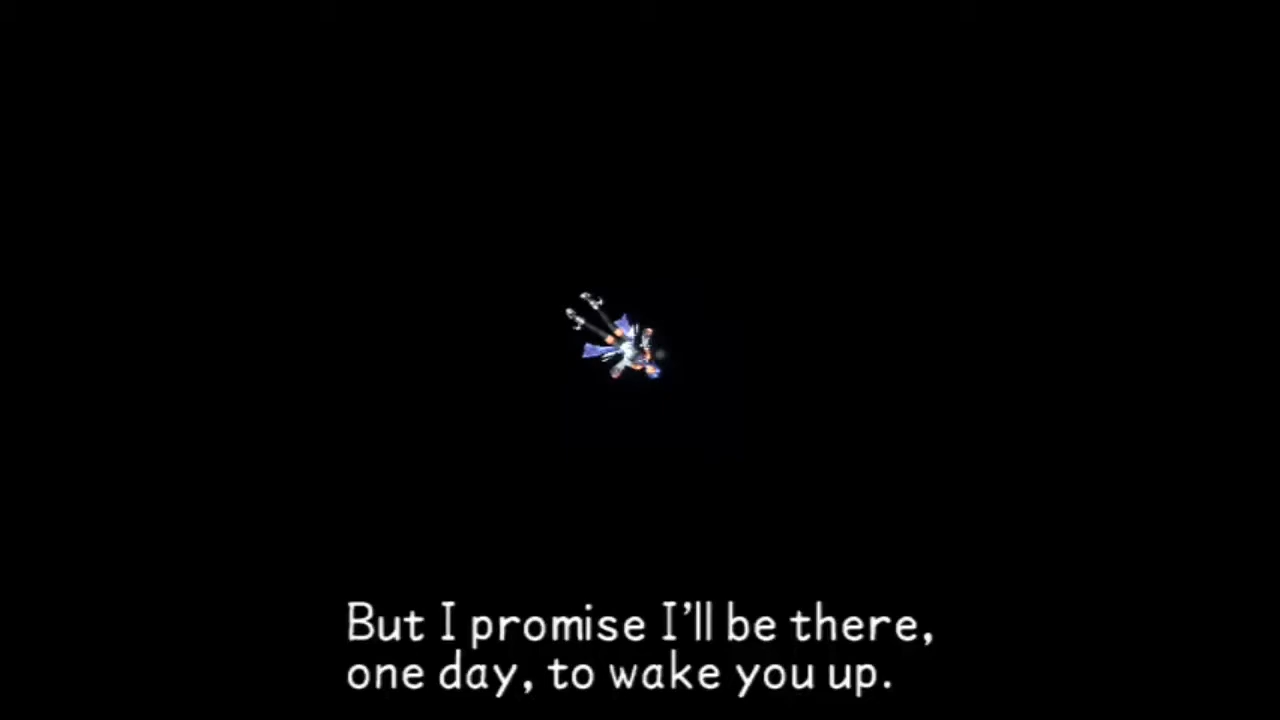 But I promise I'll be there,
one day, to wake you up.